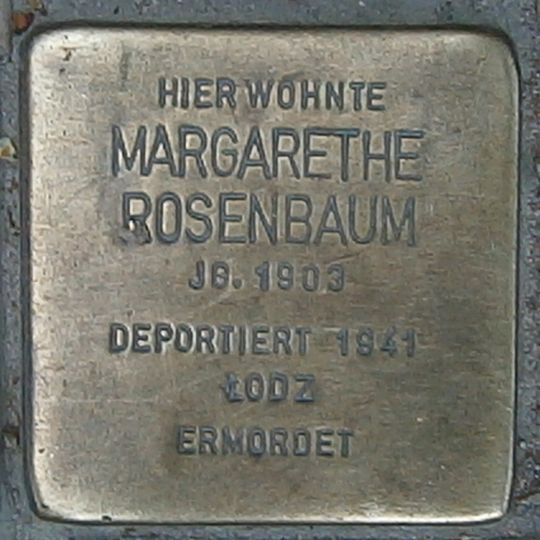 HIER WOHNTE
MARGARETHE
ROSENBAUM
JG. 1903
DEPORTIERT 1941
ŁODZ
ERMORDET